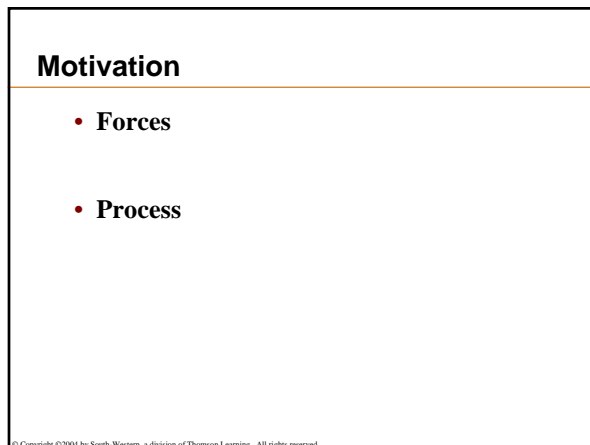 Motivation
• Forces
• Process
© Copyright ©2004 by South-Western, a division of Thomson Learning. All rights reserved.